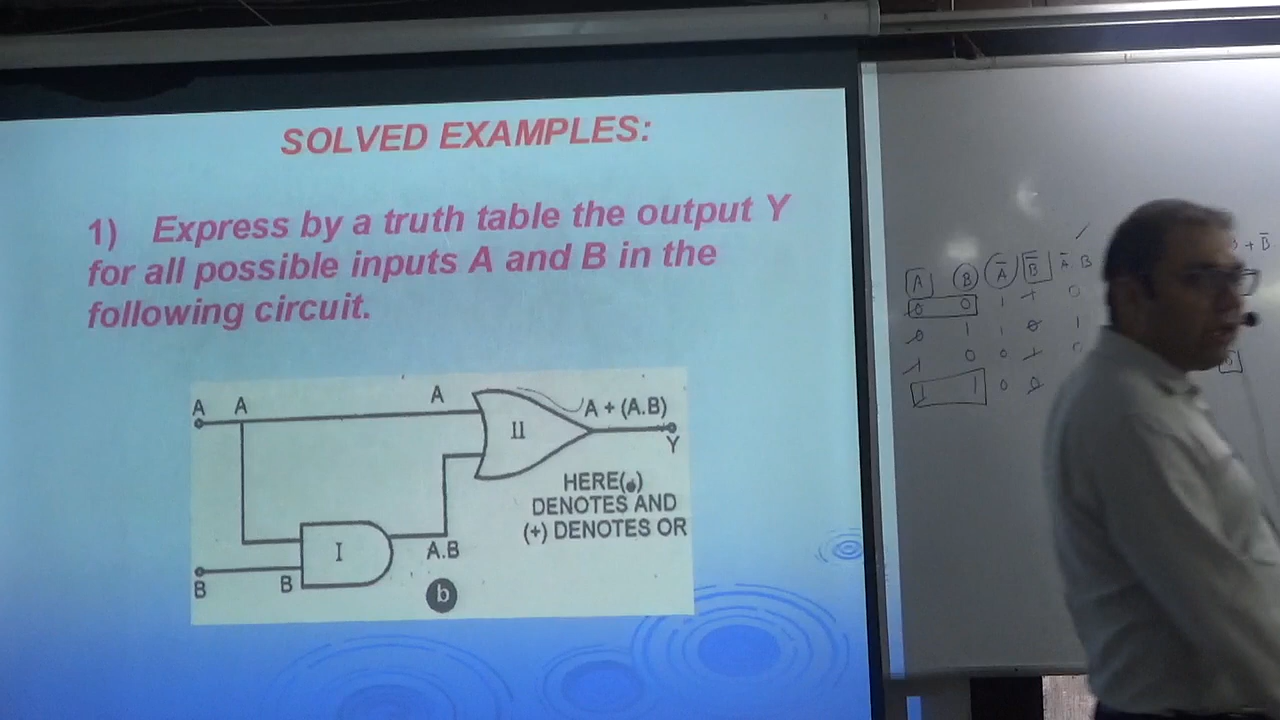 SOLVED EXAMPLES:
1) Express by a truth table the output Y
for all possible inputs A and B in the
following circuit.
A A A
II
A + (A.B)
Y
HERE(.)
DENOTES AND
(+) DENOTES OR
I
A.B
B B
b
+ B̅
A̅ B A̅ B̅ A̅ B
0 0 1 1 0
0 1 1 0 1
1 0 0 1
1 1 0 0